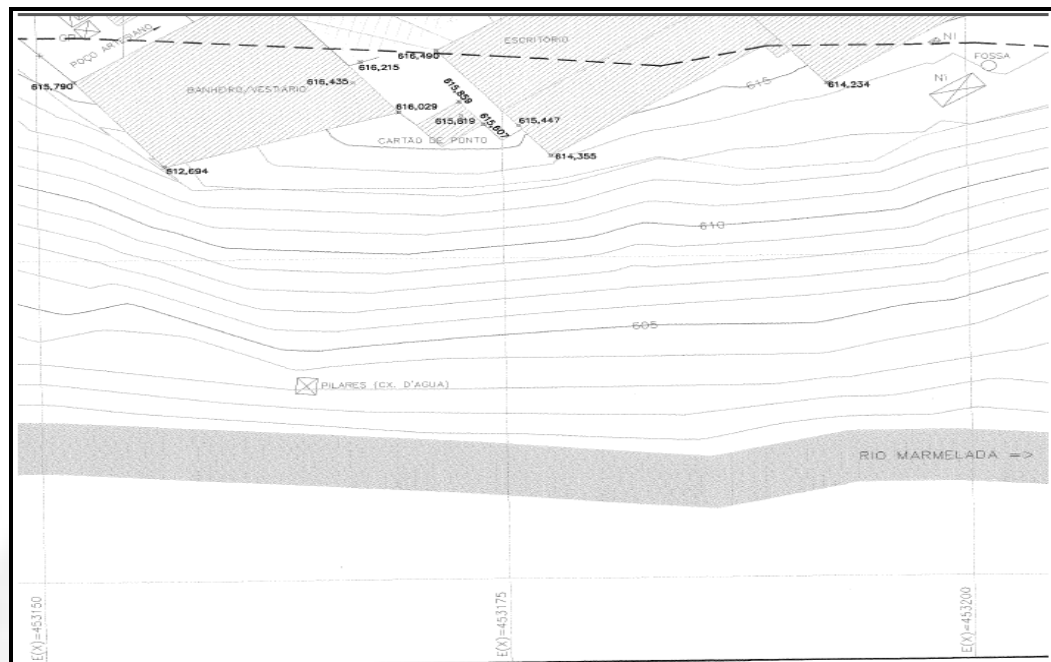 POÇO ARTESIANO
ESCRITÓRIO
NI
FOSSA
616,490
616,215
616,435
615,790
BANHEIRO/VESTIÁRIO
615,859
616,029
615,819
615,607
615,447
615
614,234
NI
CARTÃO DE PONTO
614,355
612,694
610
605
PILARES (CX. D'AGUA)
RIO MARMELADA =>
E(X)=453150
E(X)=453175
E(X)=453200